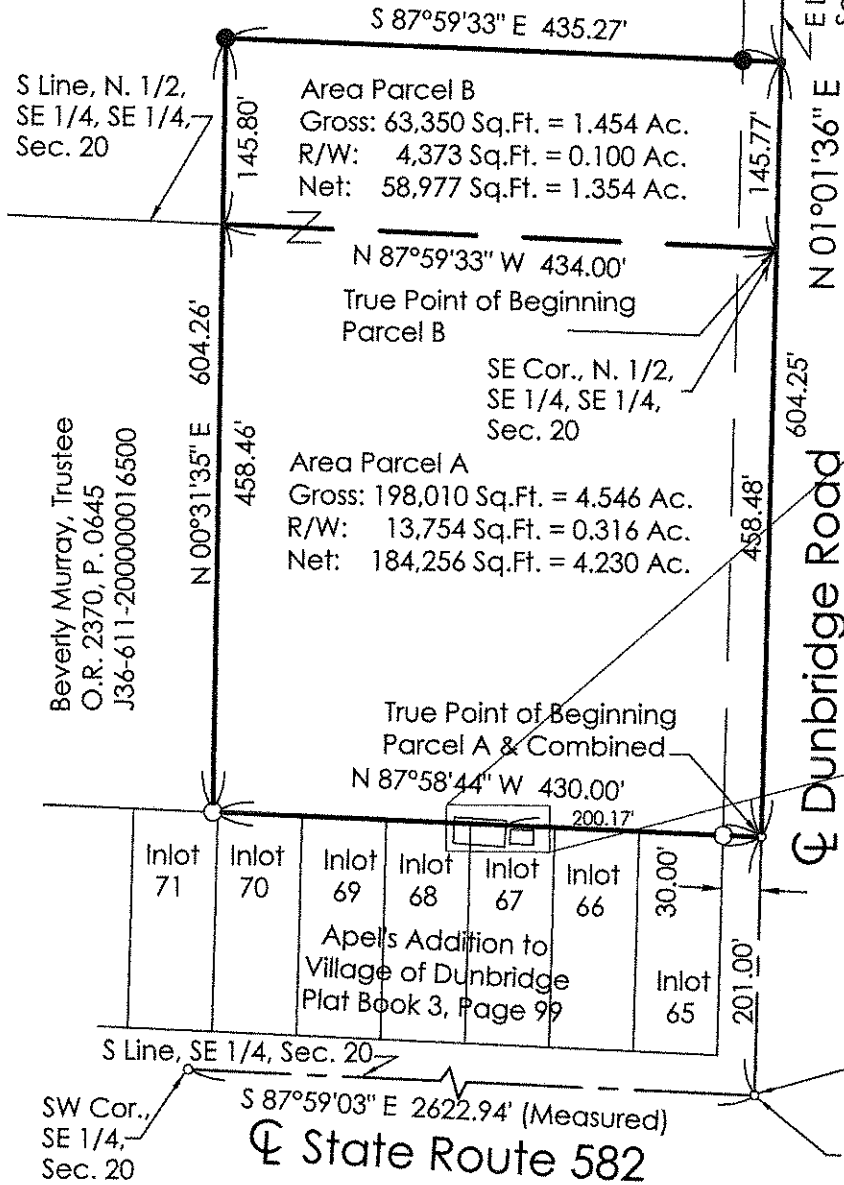 S 87°59'33" E 435.27'
S Line, N. 1/2,
SE 1/4, SE 1/4,
Sec. 20
145.80'
Area Parcel B
Gross: 63,350 Sq.Ft. = 1.454 Ac.
R/W: 4,373 Sq.Ft. = 0.100 Ac.
Net: 58,977 Sq.Ft. = 1.354 Ac.
145.77'
N 01°01'36" E
N 87°59'33" W 434.00'
True Point of Beginning
Parcel B
SE Cor., N. 1/2,
SE 1/4, SE 1/4,
Sec. 20
604.25'
Beverly Murray, Trustee
O.R. 2370, P. 0645
J36-611-200000016500
N 00°31'35" E 604.26'
458.46'
Area Parcel A
Gross: 198,010 Sq.Ft. = 4.546 Ac.
R/W: 13,754 Sq.Ft. = 0.316 Ac.
Net: 184,256 Sq.Ft. = 4.230 Ac.
458.48'
℄ Dunbridge Road
True Point of Beginning
Parcel A & Combined
N 87°58'44" W 430.00'
200.17'
Inlot
71
Inlot
70
Inlot
69
Inlot
68
Inlot
67
Inlot
66
30.00'
Inlot
65
201.00'
Apel's Addition to
Village of Dunbridge
Plat Book 3, Page 99
S Line, SE 1/4, Sec. 20
SW Cor.,
SE 1/4,
Sec. 20
S 87°59'03" E 2622.94' (Measured)
℄ State Route 582